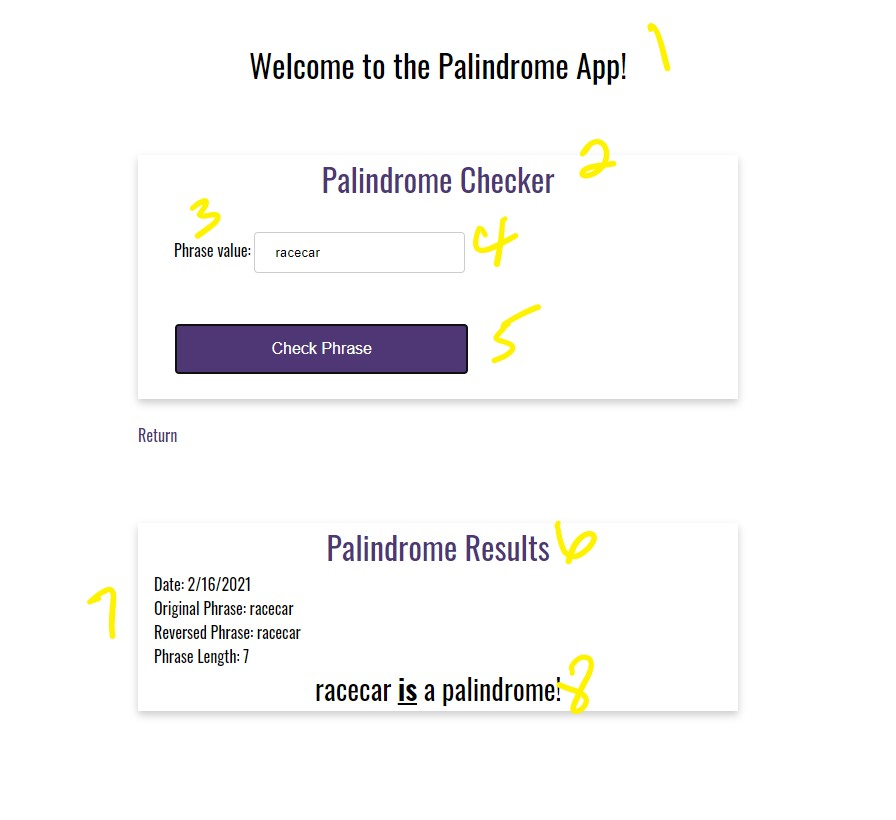 Welcome to the Palindrome App! 1
Palindrome Checker 2
3
Phrase value: racecar 4
Check Phrase 5
Return
Palindrome Results 6
Date: 2/16/2021
7 Original Phrase: racecar
Reversed Phrase: racecar
Phrase Length: 7
racecar is a palindrome! 8